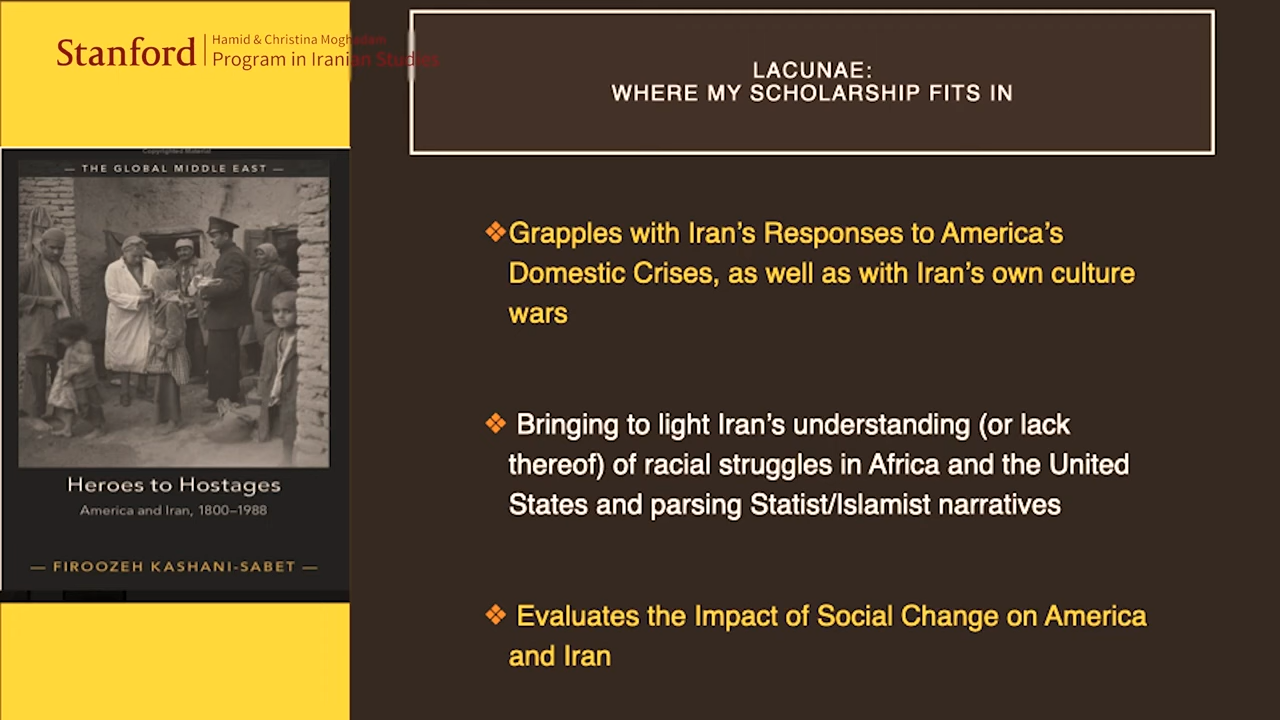 Stanford
Hamid & Christina Moghadam
Program in Iranian Studies
LACUNAE:
WHERE MY SCHOLARSHIP FITS IN
Copyrighted Material
— THE GLOBAL MIDDLE EAST —
Heroes to Hostages
America and Iran, 1800–1988
— FIROOZEH KASHANI-SABET —
❖Grapples with Iran’s Responses to America’s
Domestic Crises, as well as with Iran’s own culture
wars
❖ Bringing to light Iran’s understanding (or lack
thereof) of racial struggles in Africa and the United
States and parsing Statist/Islamist narratives
❖ Evaluates the Impact of Social Change on America
and Iran